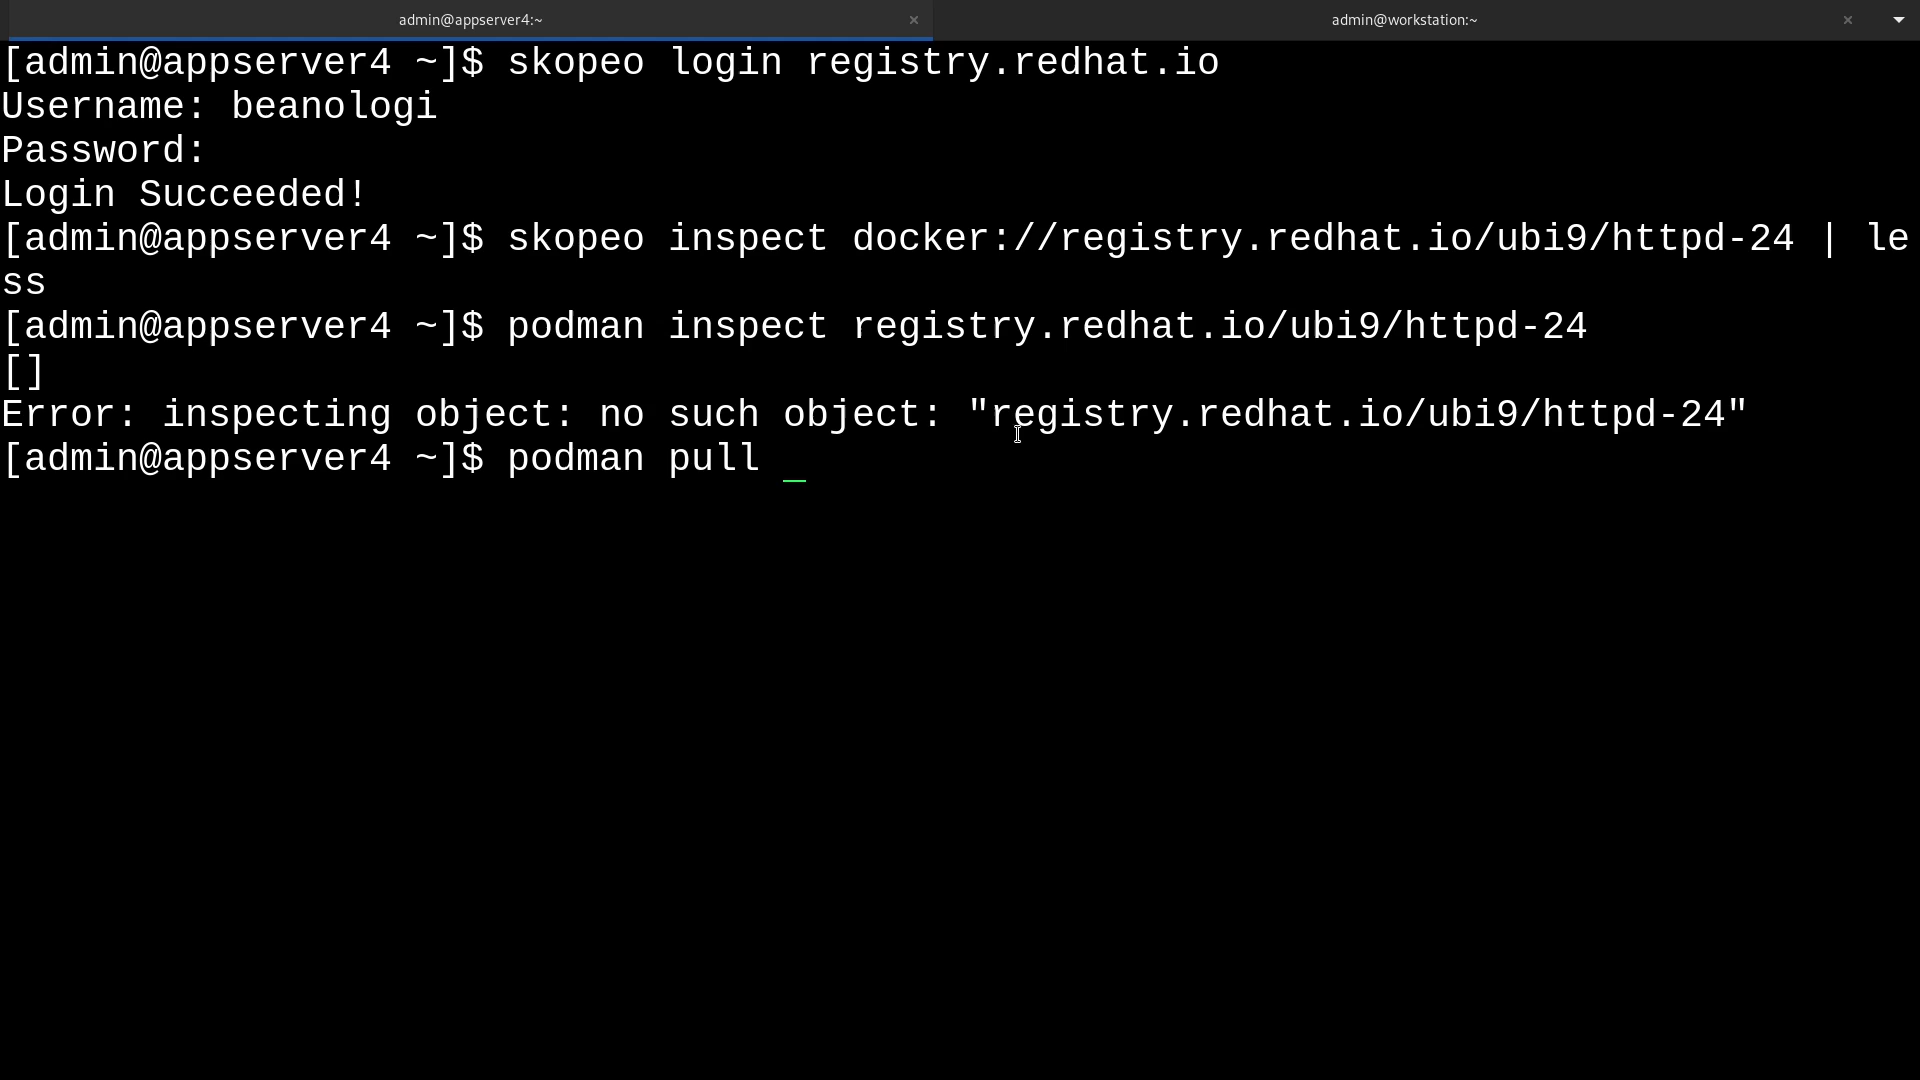 admin@appserver4:~ × admin@workstation:~ ×
[admin@appserver4 ~]$ skopeo login registry.redhat.io
Username: beanologi
Password:
Login Succeeded!
[admin@appserver4 ~]$ skopeo inspect docker://registry.redhat.io/ubi9/httpd-24 | le
ss
[admin@appserver4 ~]$ podman inspect registry.redhat.io/ubi9/httpd-24
[]
Error: inspecting object: no such object: "registry.redhat.io/ubi9/httpd-24"
[admin@appserver4 ~]$ podman pull _